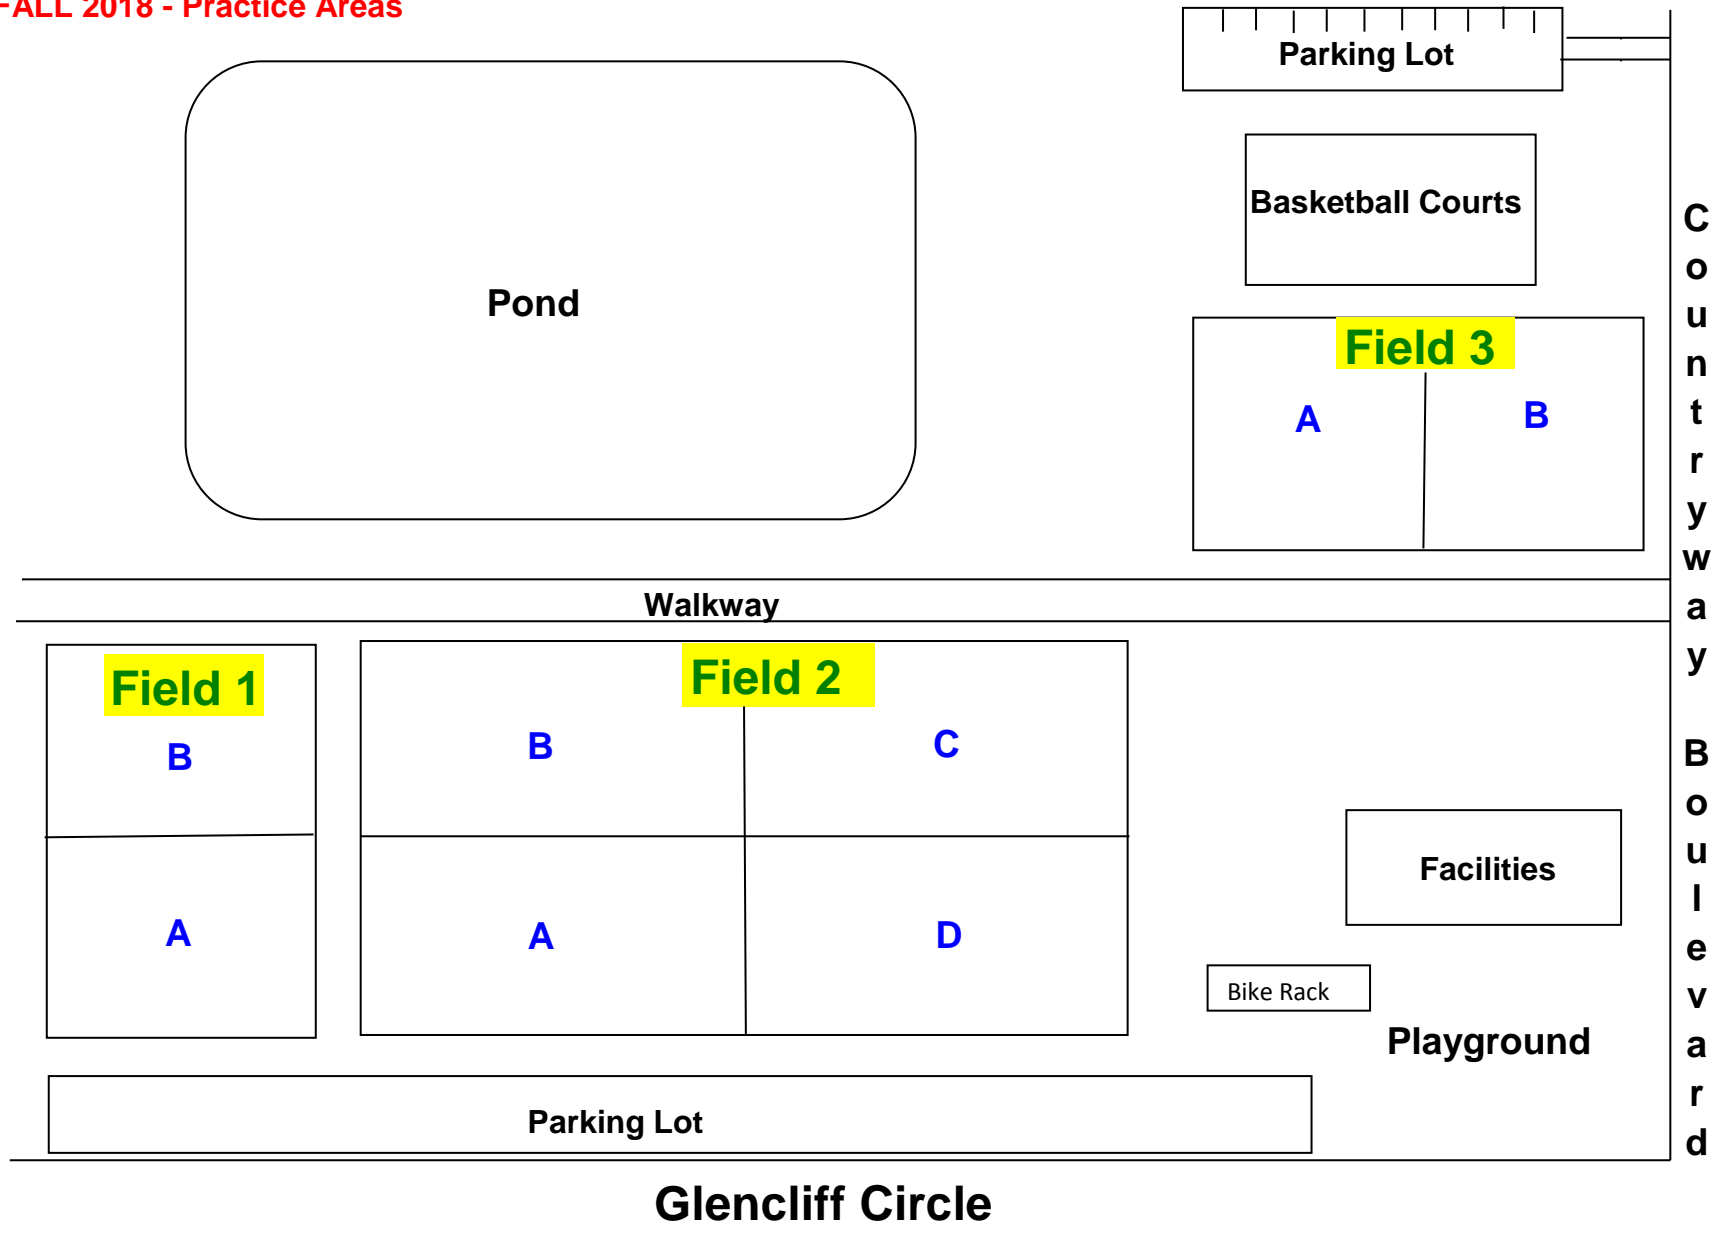 FALL 2018 - Practice Areas
Parking Lot
Basketball Courts
Pond
Field 3
A B
Countryway Boulevard
Walkway
Field 1
B
A
Field 2
B C
A D
Facilities
Bike Rack
Playground
Parking Lot
Glencliff Circle